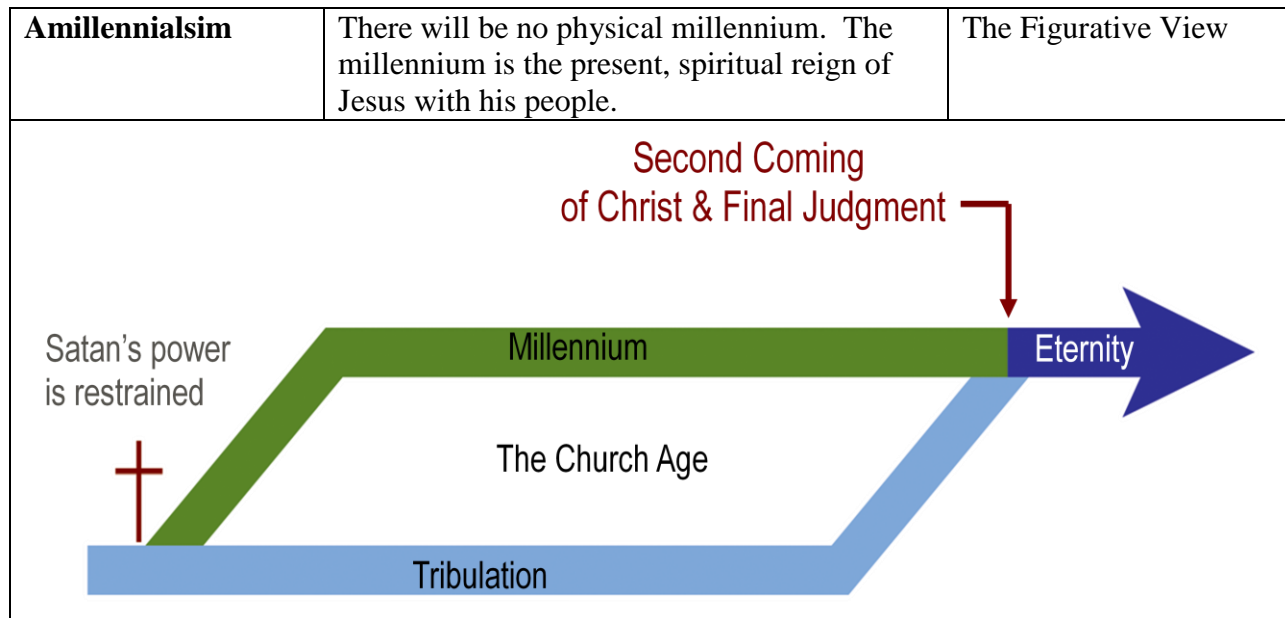 Amillennialsim
There will be no physical millennium. The
millennium is the present, spiritual reign of
Jesus with his people.
The Figurative View
Second Coming
of Christ & Final Judgment
Satan's power
is restrained
Millennium
Eternity
The Church Age
Tribulation